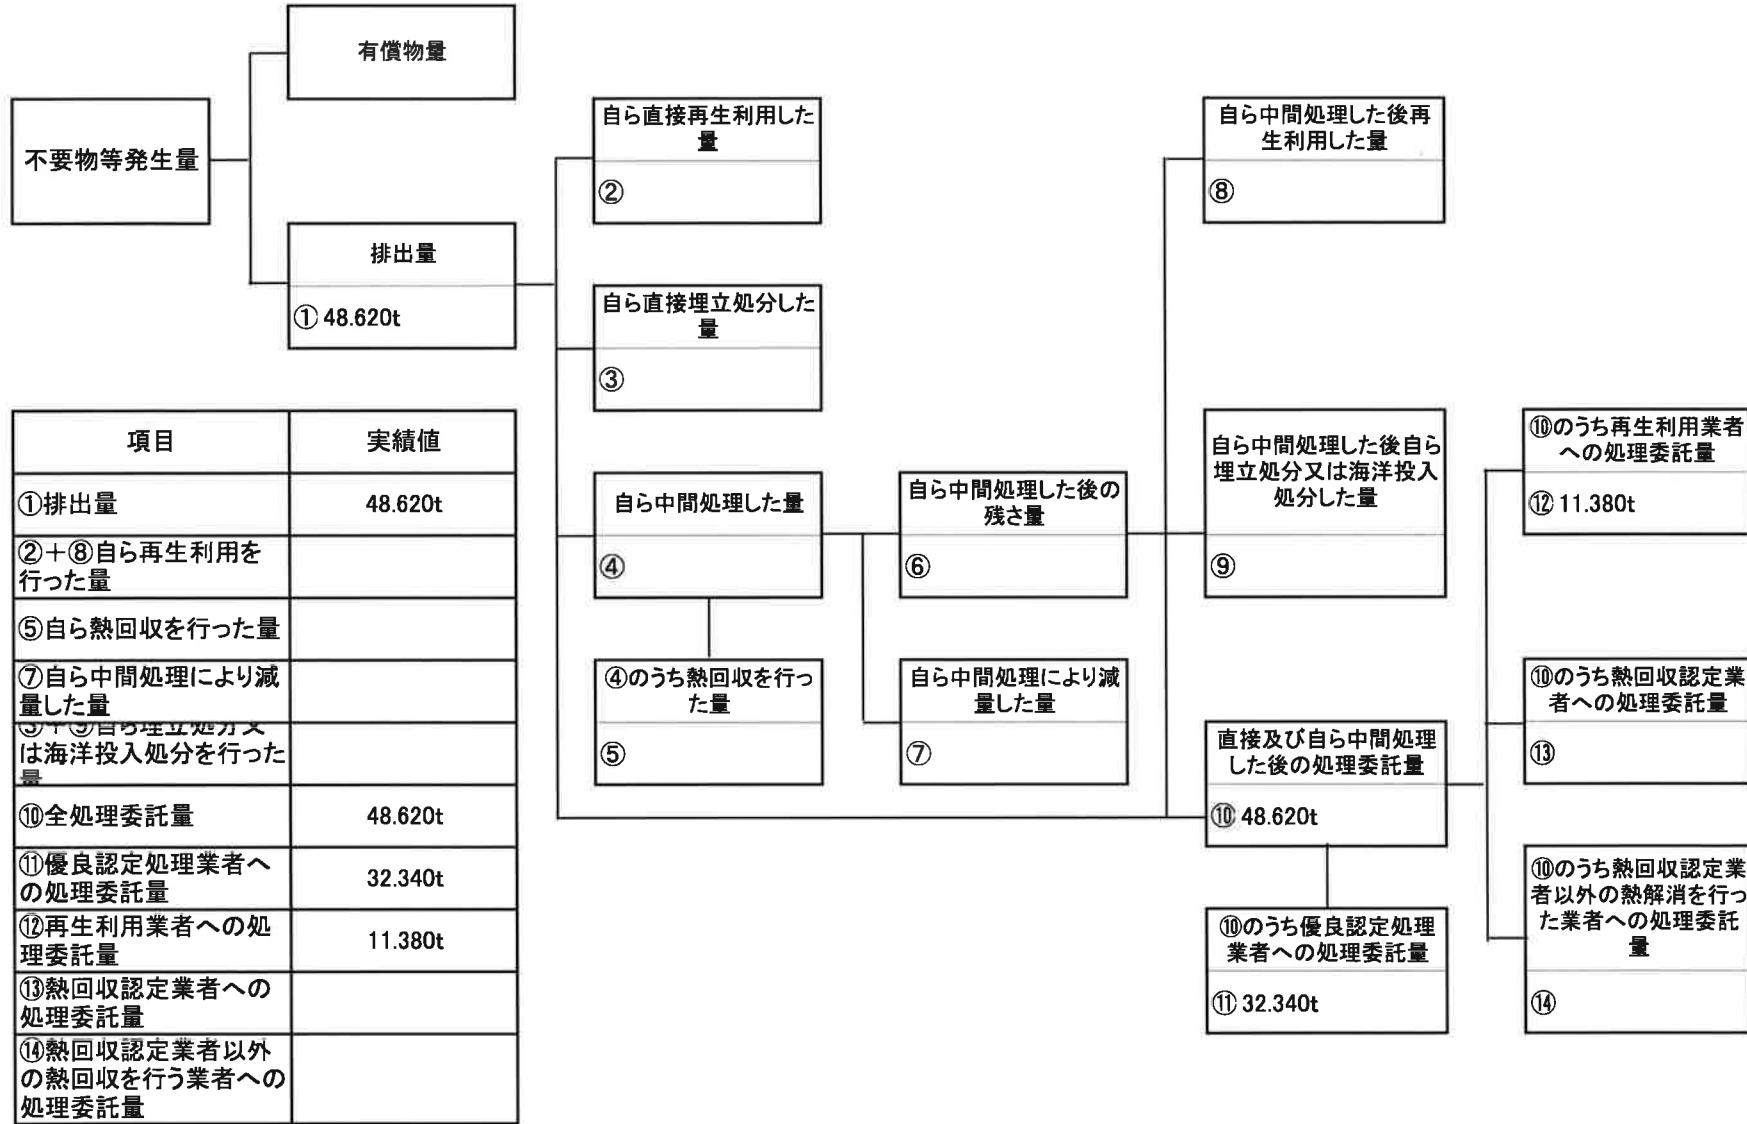 有償物量
不要物等発生量
排出量
① 48.620t
自ら直接再生利用した
量
②
自ら直接埋立処分した
量
③
自ら中間処理した量
④
④のうち熱回収を行っ
た量
⑤
自ら中間処理した後の
残さ量
⑥
自ら中間処理により減
量した量
⑦
自ら中間処理した後再
生利用した量
⑧
自ら中間処理した後自ら
埋立処分又は海洋投入
処分した量
⑨
直接及び自ら中間処理
した後の処理委託量
⑩ 48.620t
⑩のうち優良認定処理
業者への処理委託量
⑪ 32.340t
⑩のうち再生利用業者
への処理委託量
⑫ 11.380t
⑩のうち熱回収認定業
者への処理委託量
⑬
⑩のうち熱回収認定業
者以外の熱解消を行っ
た業者への処理委託
量
⑭
項目 実績値
①排出量 48.620t
②＋⑧自ら再生利用を
行った量
⑤自ら熱回収を行った量
⑦自ら中間処理により減
量した量
③＋⑨自ら埋立処分又
は海洋投入処分を行った
量
⑩全処理委託量 48.620t
⑪優良認定処理業者へ
の処理委託量 32.340t
⑫再生利用業者への処
理委託量 11.380t
⑬熱回収認定業者への
処理委託量
⑭熱回収認定業者以外
の熱回収を行う業者への
処理委託量